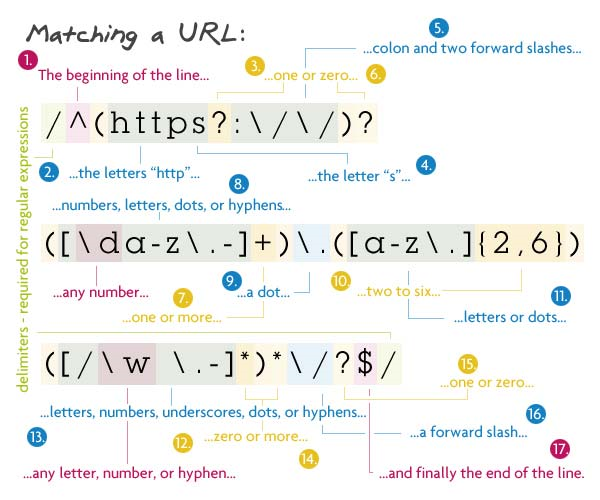 Matching a URL:
5.
...colon and two forward slashes...
1.
The beginning of the line...
3. ...one or zero... 6.
/^(https?:\/\/)?
2. ...the letters “http”...
...the letter “s”... 4.
8.
...numbers, letters, dots, or hyphens...
([\da-z\.-]+)\.([a-z\.]{2,6})
...any number...
9. ...a dot...
10. ...two to six...
11.
7.
...one or more...
...letters or dots...
delimiters - required for regular expressions
([/\w \.-]*)*\/?$/
15.
...one or zero...
...letters, numbers, underscores, dots, or hyphens...
16.
13.
12. ...zero or more... 14.
...a forward slash...
17.
...any letter, number, or hyphen...
...and finally the end of the line.